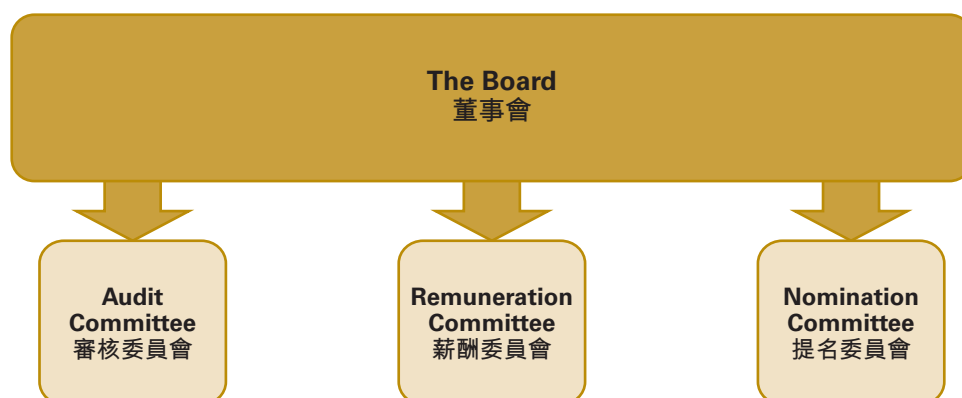 The Board
董事會
Audit
Committee
審核委員會
Remuneration
Committee
薪酬委員會
Nomination
Committee
提名委員會